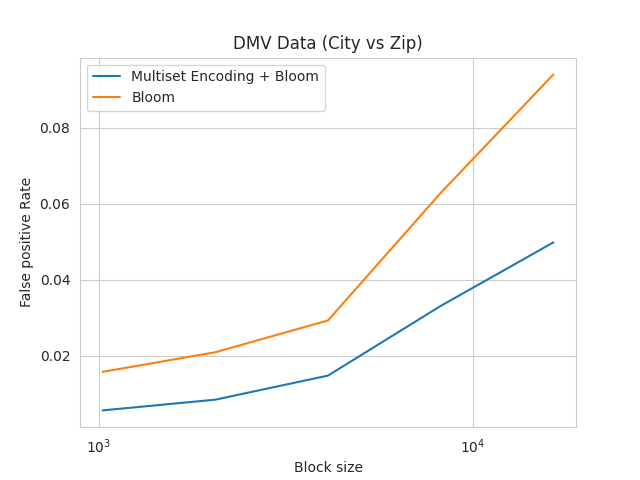 DMV Data (City vs Zip)
Multiset Encoding + Bloom
Bloom
False positive Rate
0.08
0.06
0.04
0.02
10³
10⁴
Block size